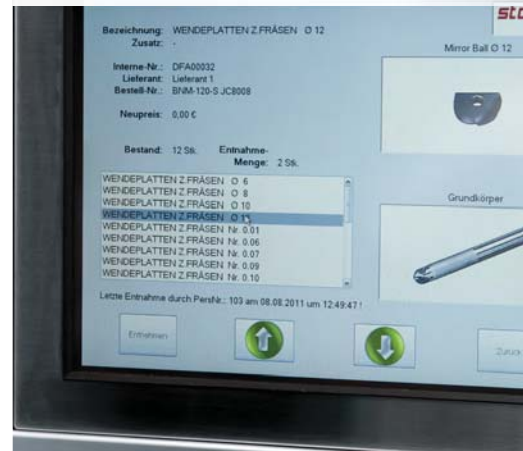 Bezeichnung: WENDEPLATTEN Z.FRÄSEN Ø 12
Zusatz: -
Interne-Nr.: DFA00032
Lieferant: Lieferant 1
Bestell-Nr.: BNM-120-S JC8008
Neupreis: 0,00 €
Bestand: 12 Stk. Entnahme-
Menge: 2 Stk.
WENDEPLATTEN Z.FRÄSEN Ø 6
WENDEPLATTEN Z.FRÄSEN Ø 8
WENDEPLATTEN Z.FRÄSEN Ø 10
WENDEPLATTEN Z.FRÄSEN Ø 12
WENDEPLATTEN Z.FRÄSEN Nr. 0.01
WENDEPLATTEN Z.FRÄSEN Nr. 0.06
WENDEPLATTEN Z.FRÄSEN Nr. 0.07
WENDEPLATTEN Z.FRÄSEN Nr. 0.09
WENDEPLATTEN Z.FRÄSEN Nr. 0.10
Letzte Entnahme durch PersNr.: 103 am 08.08.2011 um 12:49:47 !
Entnehmen
Mirror Ball Ø 12
Grundkörper
Zurück